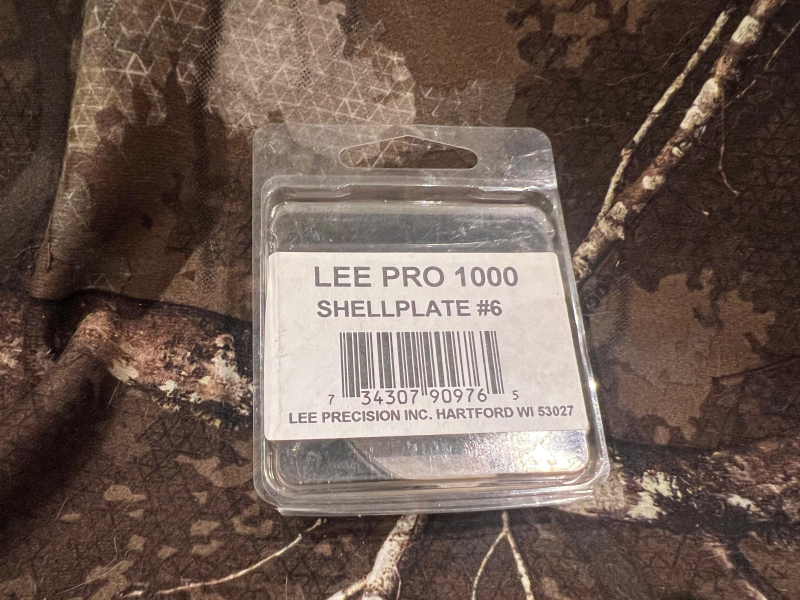 LEE PRO 1000
SHELLPLATE #6
7 34307 90976 5
LEE PRECISION INC. HARTFORD WI 53027